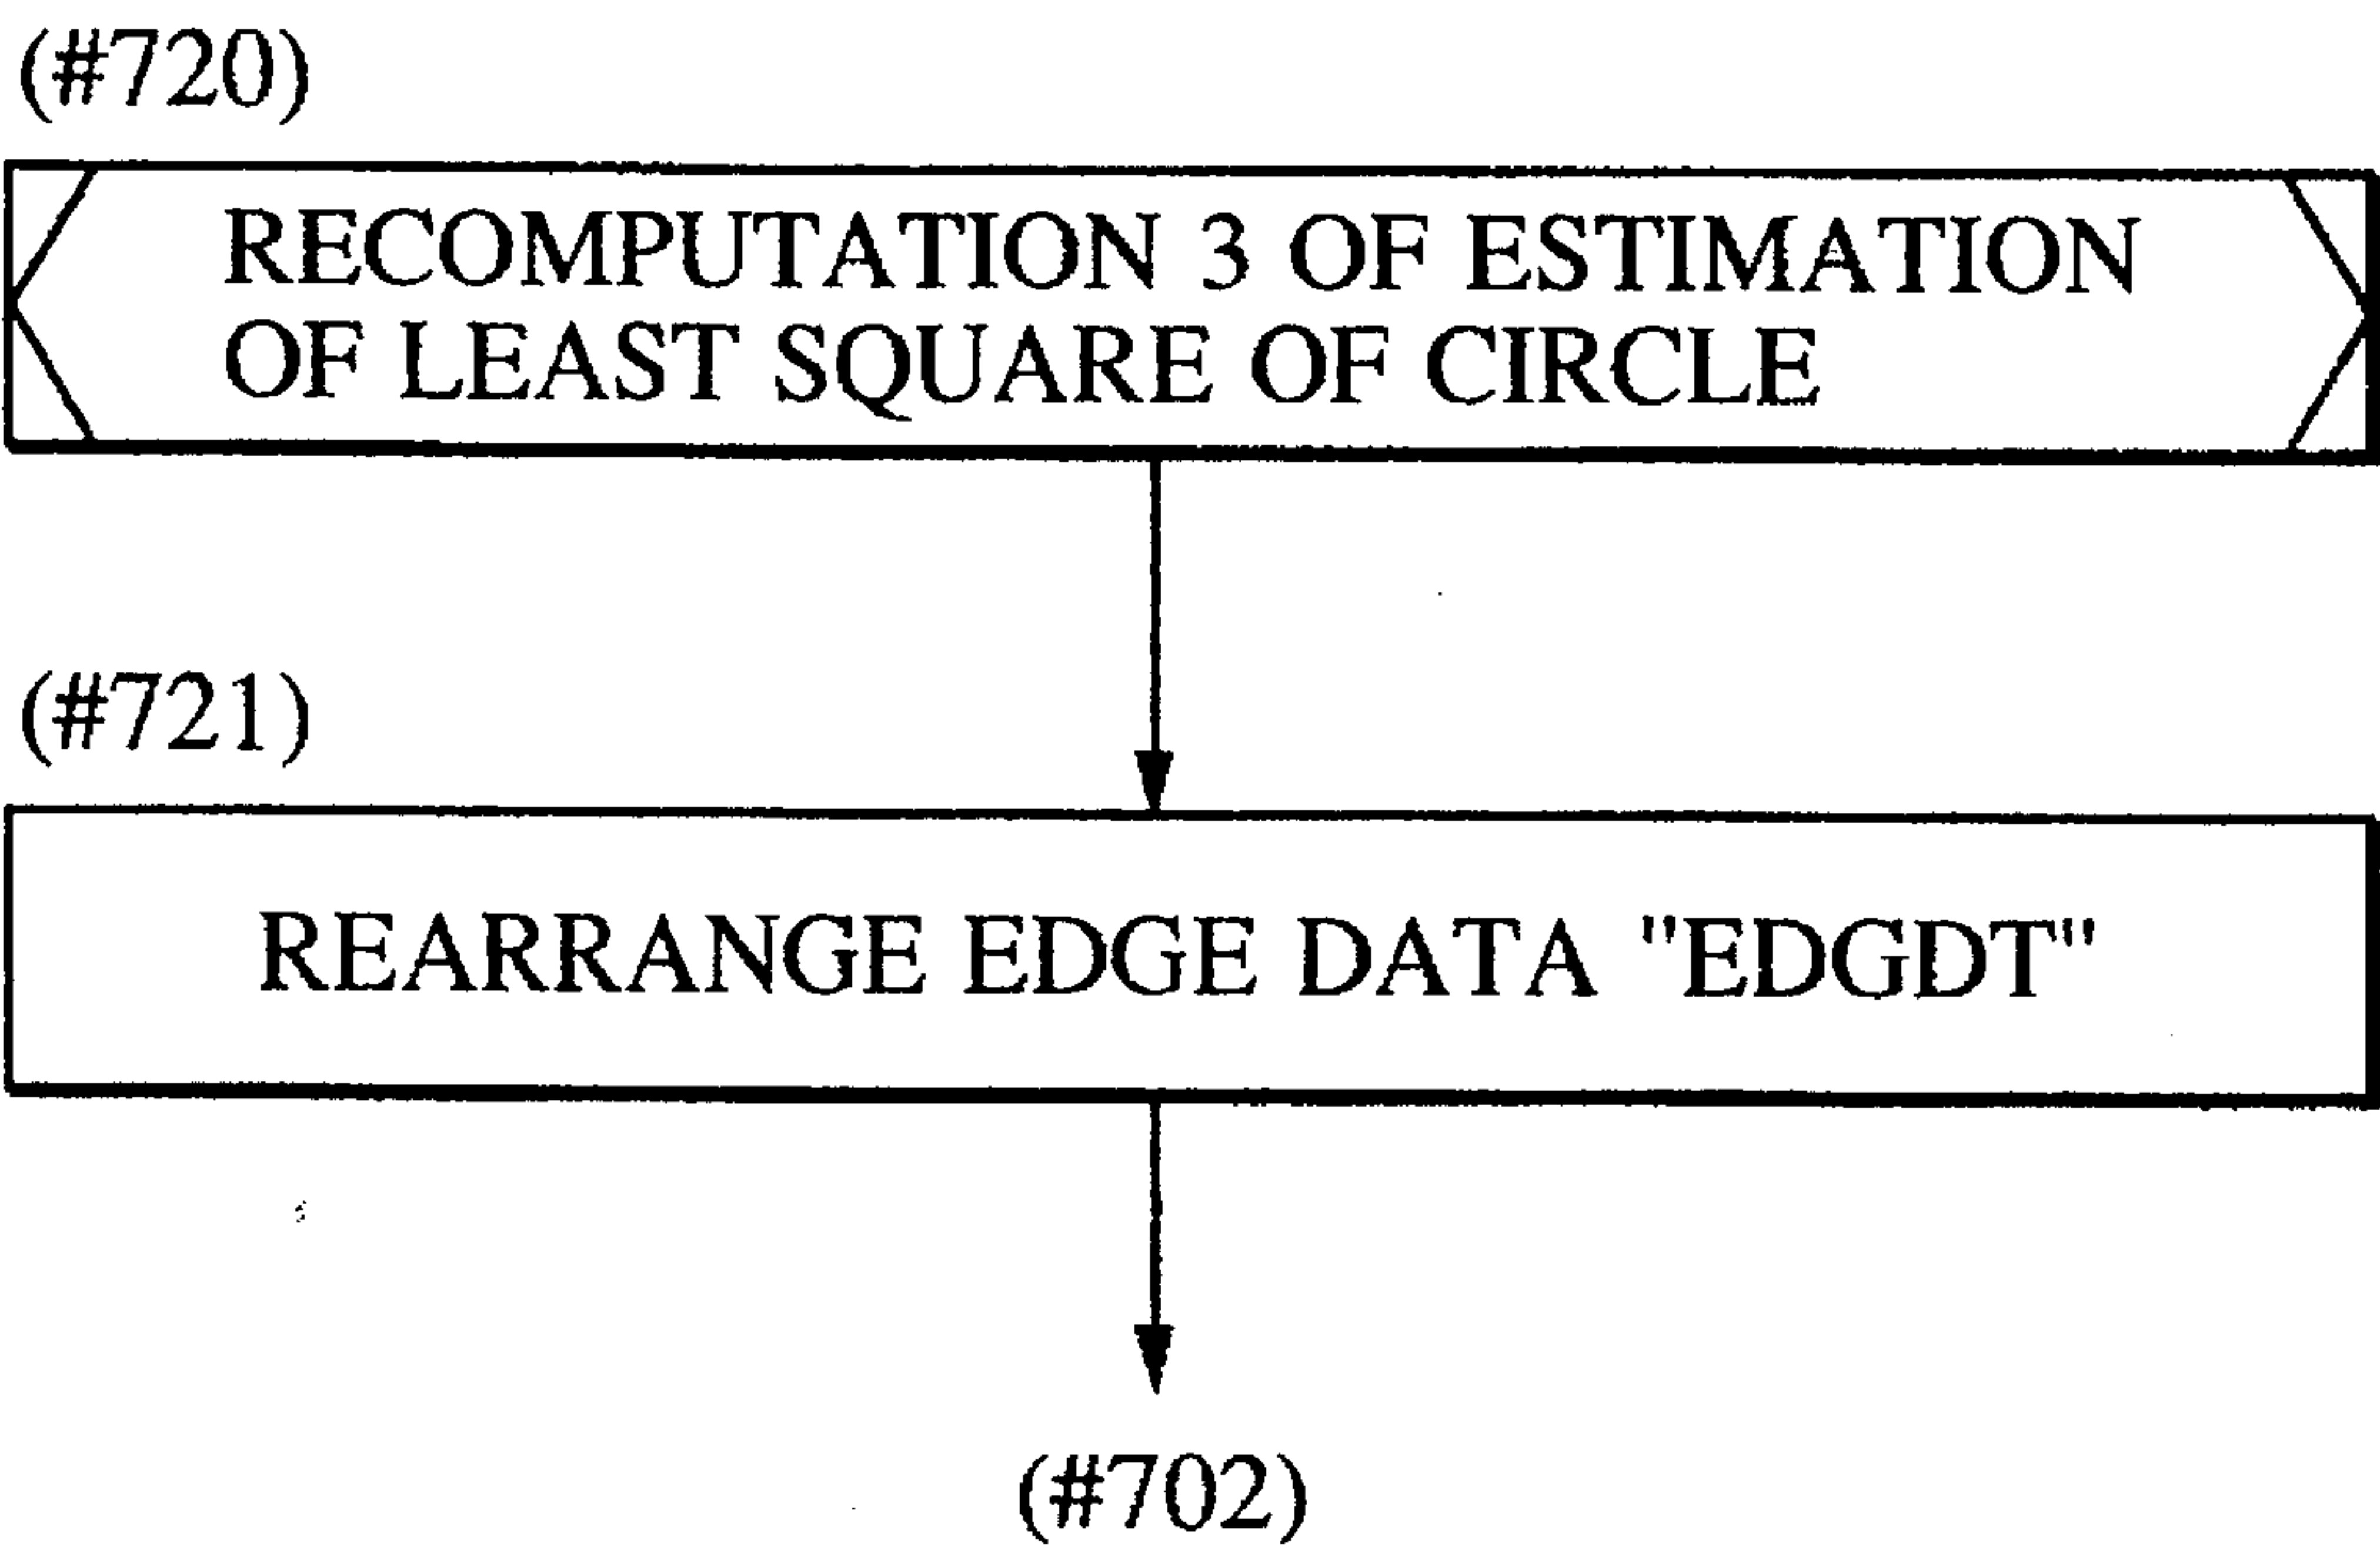 (#720)
RECOMPUTATION 3 OF ESTIMATION
OF LEAST SQUARE OF CIRCLE
(#721)
REARRANGE EDGE DATA "EDGDT"
(#702)